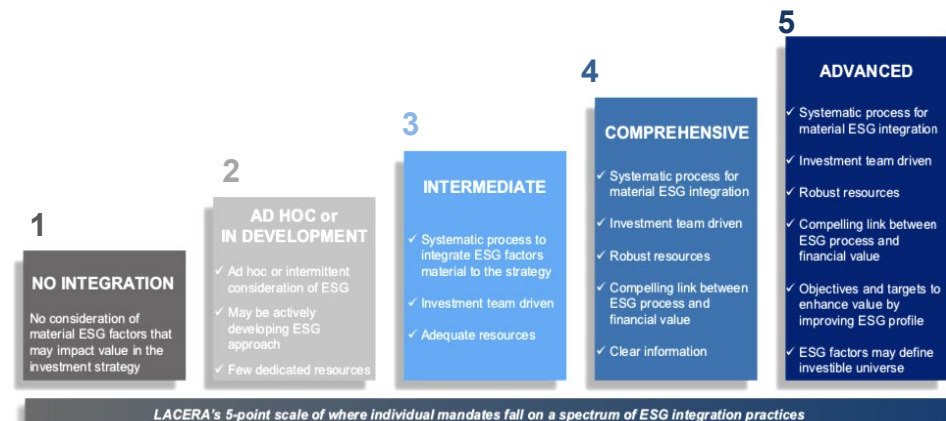 1
NO INTEGRATION
No consideration of
material ESG factors that
may impact value in the
investment strategy
2
AD HOC or
IN DEVELOPMENT
✓ Ad hoc or intermittent
consideration of ESG
✓ May be actively
developing ESG
approach
✓ Few dedicated resources
3
INTERMEDIATE
✓ Systematic process to
integrate ESG factors
material to the strategy
✓ Investment team driven
✓ Adequate resources
4
COMPREHENSIVE
✓ Systematic process for
material ESG integration
✓ Investment team driven
✓ Robust resources
✓ Compelling link between
ESG process and
financial value
✓ Clear information
5
ADVANCED
✓ Systematic process for
material ESG integration
✓ Investment team driven
✓ Robust resources
✓ Compelling link between
ESG process and
financial value
✓ Objectives and targets to
enhance value by
improving ESG profile
✓ ESG factors may define
investible universe
LACERA's 5-point scale of where individual mandates fall on a spectrum of ESG integration practices